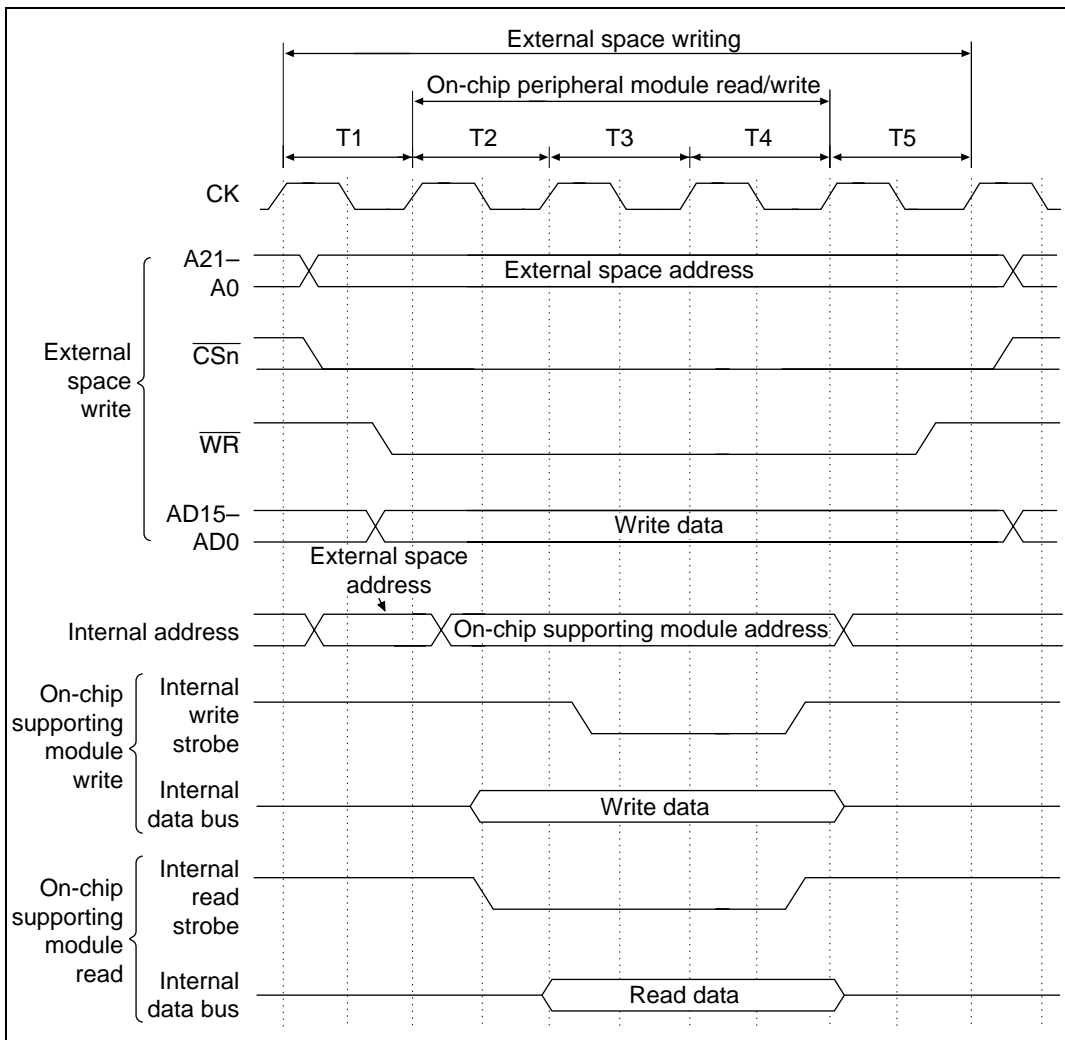 External space writing
On-chip peripheral module read/write
T1 T2 T3 T4 T5
CK
A21–
A0
External space address
External
space
write
CSn
WR
AD15–
AD0
Write data
External space
address
Internal address
On-chip supporting module address
On-chip
supporting
module
write
Internal
write
strobe
Internal
data bus
Write data
On-chip
supporting
module
read
Internal
read
strobe
Internal
data bus
Read data